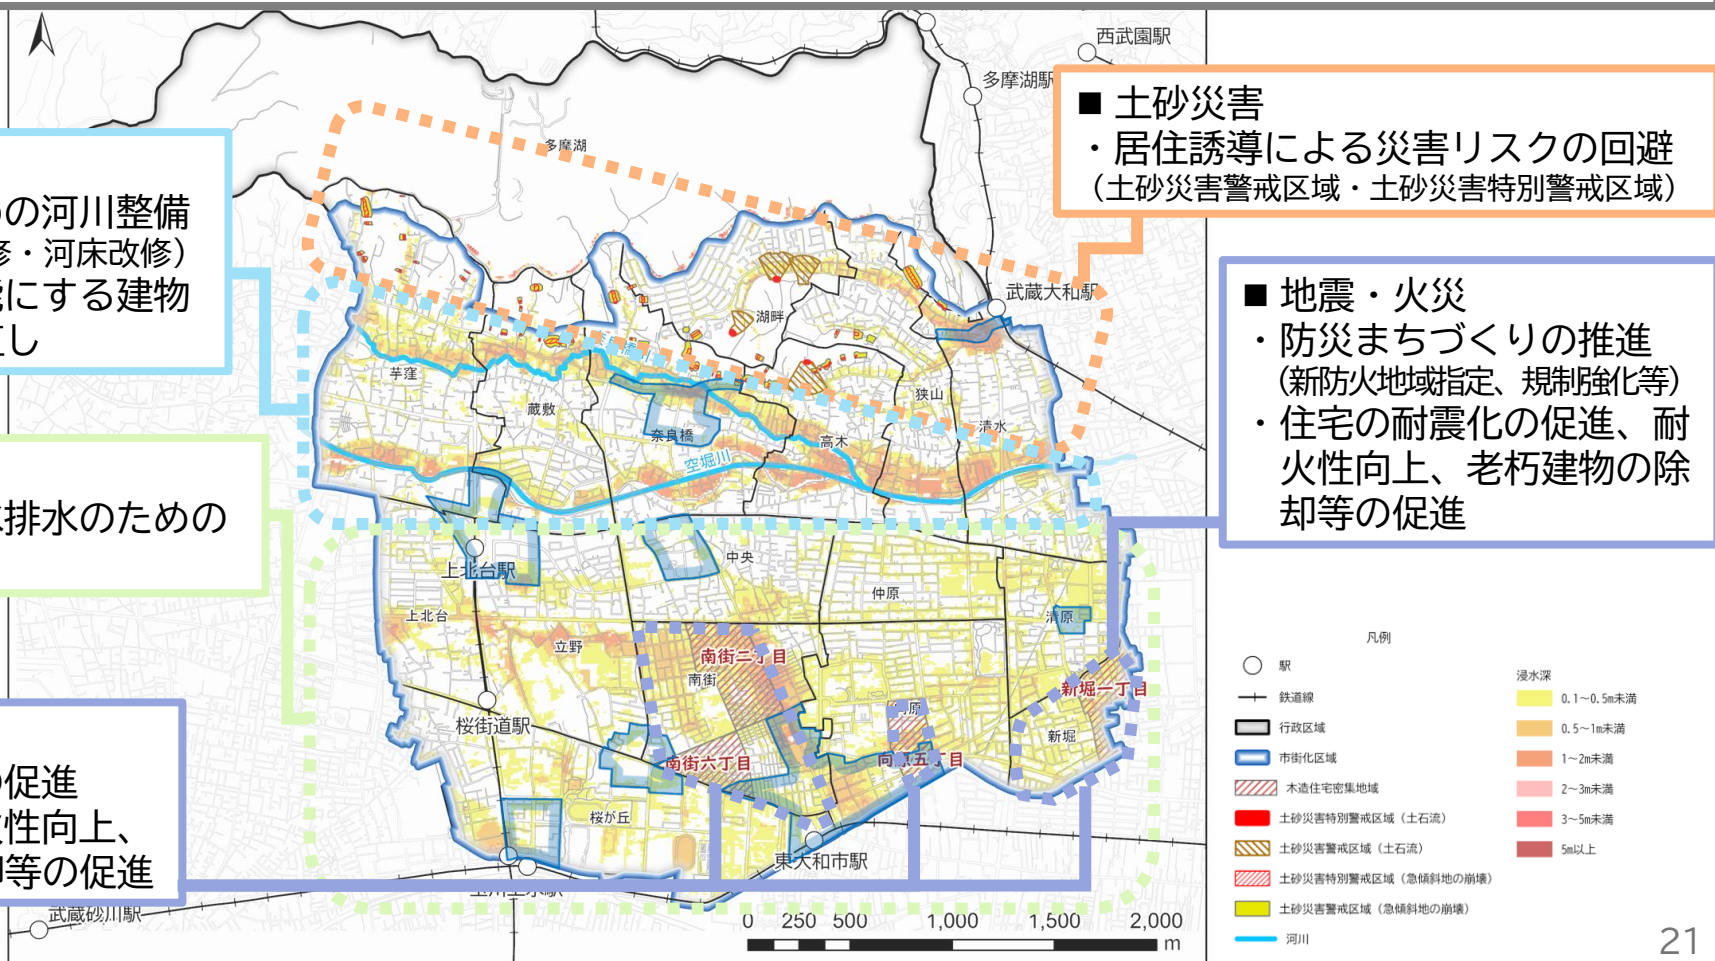 西武園駅
多摩湖駅
多摩湖
■ 土砂災害
・居住誘導による災害リスクの回避
（土砂災害警戒区域・土砂災害特別警戒区域）
の河川整備
・河床改修）
にする建物
し
武蔵大和駅
湖畔
■ 地震・火災
・防災まちづくりの推進
（新防火地域指定、規制強化等）
・住宅の耐震化の促進、耐
火性向上、老朽建物の除
却等の促進
芋窪
蔵敷
奈良橋
狭山
清水
高木
空堀川
排水のための
上北台駅
中央
仲原
上北台
清原
立野
南街二丁目
南街
新堀一丁目
桜街道駅
新堀
南街六丁目
向原五丁目
の促進
性向上、
等の促進
桜が丘
東大和市駅
玉川上水駅
武蔵砂川駅
0 250 500 1,000 1,500 2,000
m
凡例
駅
鉄道線
行政区域
市街化区域
木造住宅密集地域
土砂災害特別警戒区域（土石流）
土砂災害警戒区域（土石流）
土砂災害特別警戒区域（急傾斜地の崩壊）
土砂災害警戒区域（急傾斜地の崩壊）
河川
浸水深
0.1～0.5m未満
0.5～1m未満
1～2m未満
2～3m未満
3～5m未満
5m以上
21